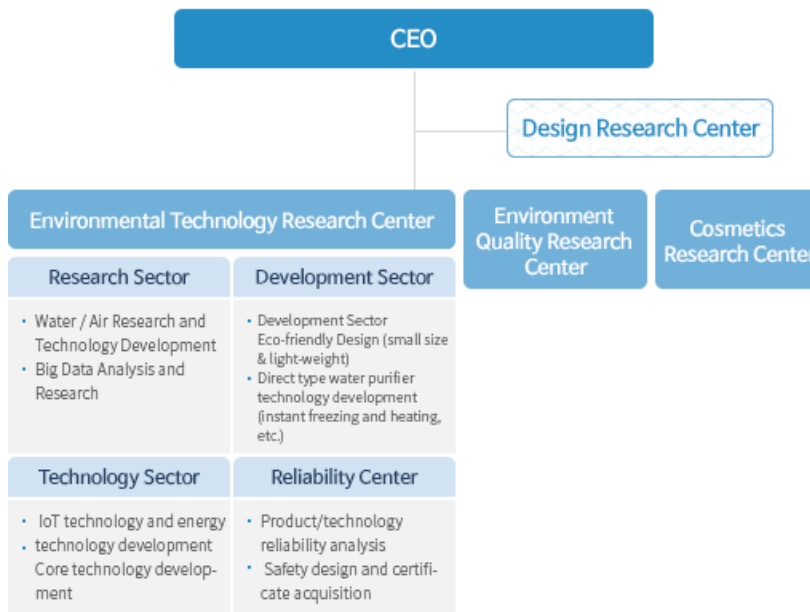 CEO
Design Research Center
Environmental Technology Research Center
Environment
Quality Research
Center
Cosmetics
Research Center
Research Sector
• Water / Air Research and
Technology Development
• Big Data Analysis and
Research
Development Sector
• Development Sector
Eco-friendly Design (small size
& light-weight)
• Direct type water purifier
technology development
(instant freezing and heating,
etc.)
Technology Sector
• IoT technology and energy
• technology development
Core technology develop-
ment
Reliability Center
• Product/technology
reliability analysis
• Safety design and certifi-
cate acquisition